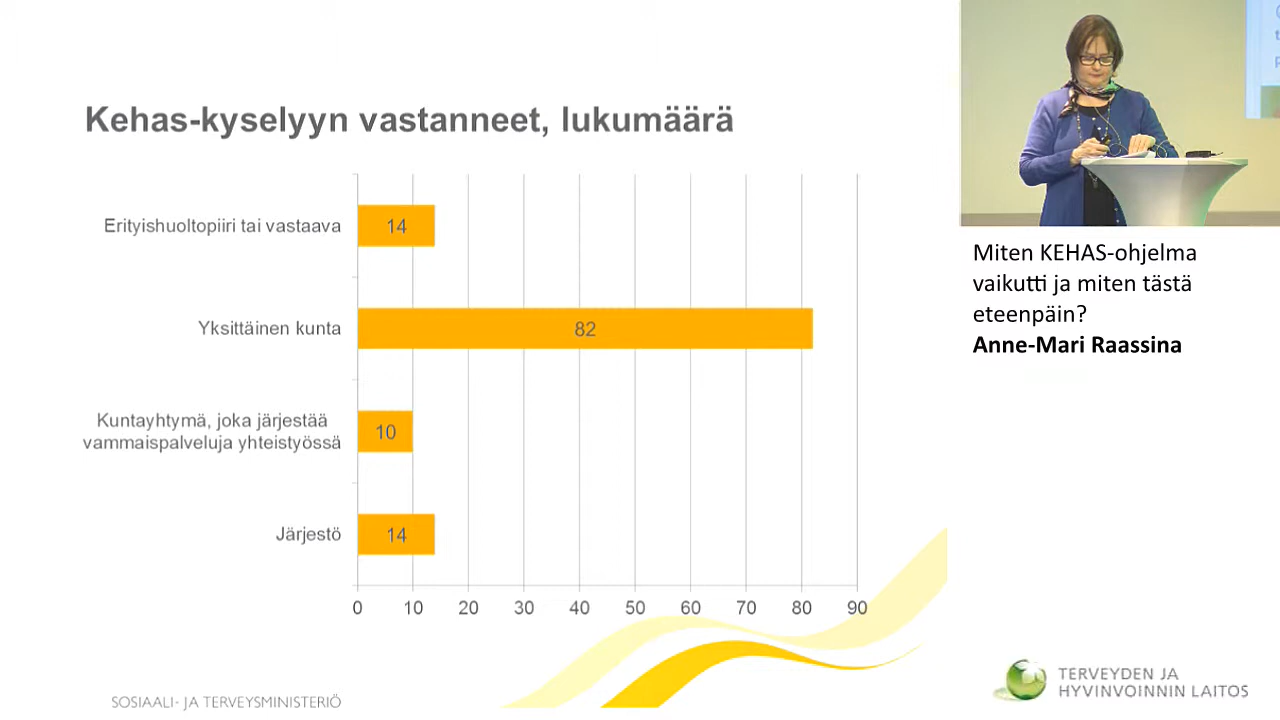 Kehas-kyselyyn vastanneet, lukumäärä
Erityishuoltopiiri tai vastaava
14
Yksittäinen kunta
82
Kuntayhtymä, joka järjestää
vammaispalveluja yhteistyössä
10
Järjestö
14
0 10 20 30 40 50 60 70 80 90
SOSIAALI- JA TERVEYSMINISTERIÖ
Miten KEHAS-ohjelma
vaikutti ja miten tästä
eteenpäin?
Anne-Mari Raassina
TERVEYDEN JA
HYVINVOINNIN LAITOS